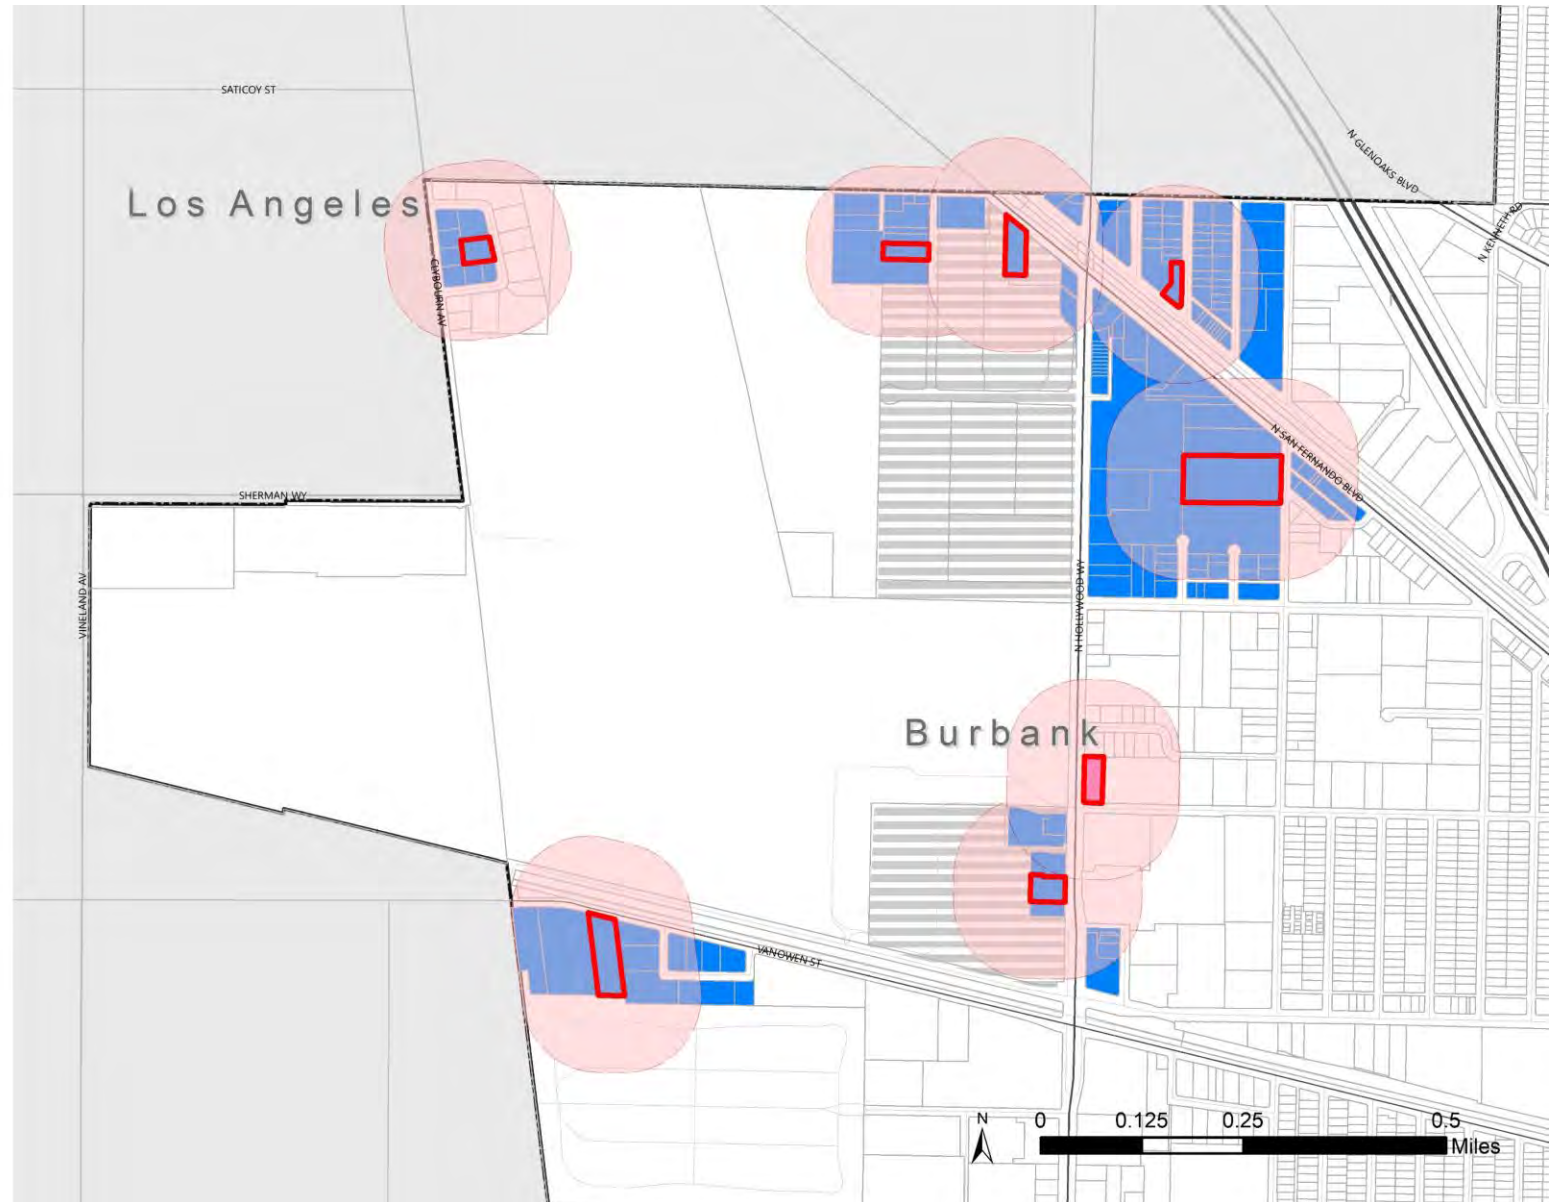 SATICOY ST
N GLENOAKS BLVD
Los Angeles
N KENNETH RD
CLYBOURN AV
N SAN FERNANDO BLVD
SHERMAN WY
VINELAND AV
N HOLLYWOOD WY
Burbank
VANOWEN ST
N
0 0.125 0.25 0.5
Miles